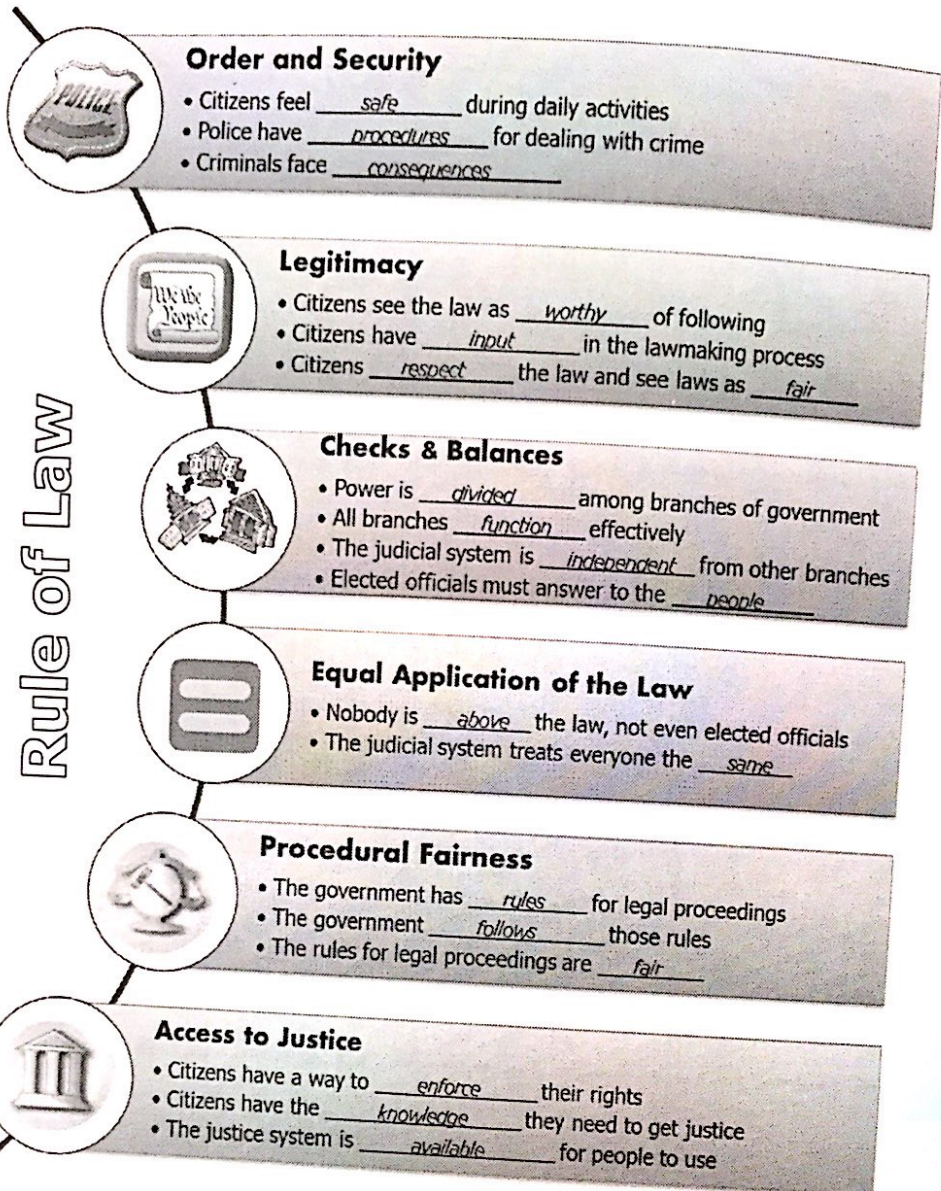 Rule of Law
POLICE
Order and Security
• Citizens feel safe during daily activities
• Police have procedures for dealing with crime
• Criminals face consequences
We the
People
Legitimacy
• Citizens see the law as worthy of following
• Citizens have input in the lawmaking process
• Citizens respect the law and see laws as fair
Checks & Balances
• Power is divided among branches of government
• All branches function effectively
• The judicial system is independent from other branches
• Elected officials must answer to the people
Equal Application of the Law
• Nobody is above the law, not even elected officials
• The judicial system treats everyone the same
Procedural Fairness
• The government has rules for legal proceedings
• The government follows those rules
• The rules for legal proceedings are fair
Access to Justice
• Citizens have a way to enforce their rights
• Citizens have the knowledge they need to get justice
• The justice system is available for people to use